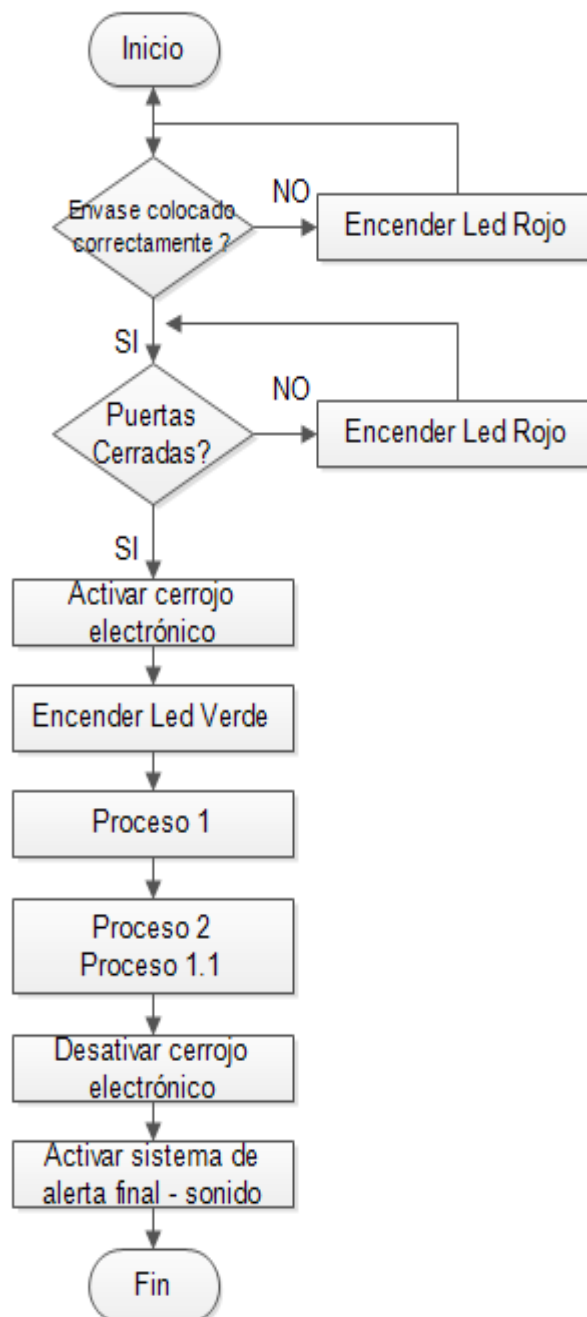 Inicio
Envase colocado
correctamente ?
NO
Encender Led Rojo
SI
Puertas
Cerradas?
NO
Encender Led Rojo
SI
Activar cerrojo
electrónico
Encender Led Verde
Proceso 1
Proceso 2
Proceso 1.1
Desativar cerrojo
electrónico
Activar sistema de
alerta final - sonido
Fin